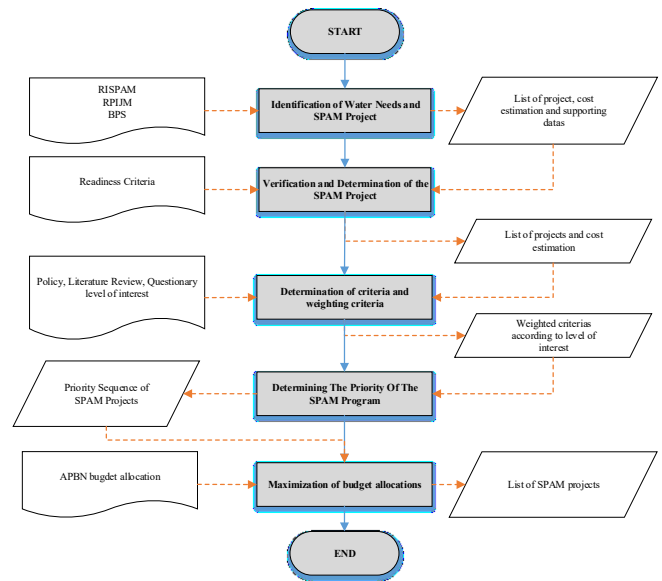 START
RISPAM
RPIJM
BPS
Identification of Water Needs and
SPAM Project
List of project, cost
estimation and supporting
datas
Readiness Criteria
Verification and Determination of the
SPAM Project
List of projects and cost
estimation
Policy, Literature Review, Questionary
level of interest
Determination of criteria and
weighting criteria
Weighted criterias
according to level of
interest
Priority Sequence of
SPAM Projects
Determining The Priority Of The
SPAM Program
APBN bugdet allocation
Maximization of budget allocations
List of SPAM projects
END